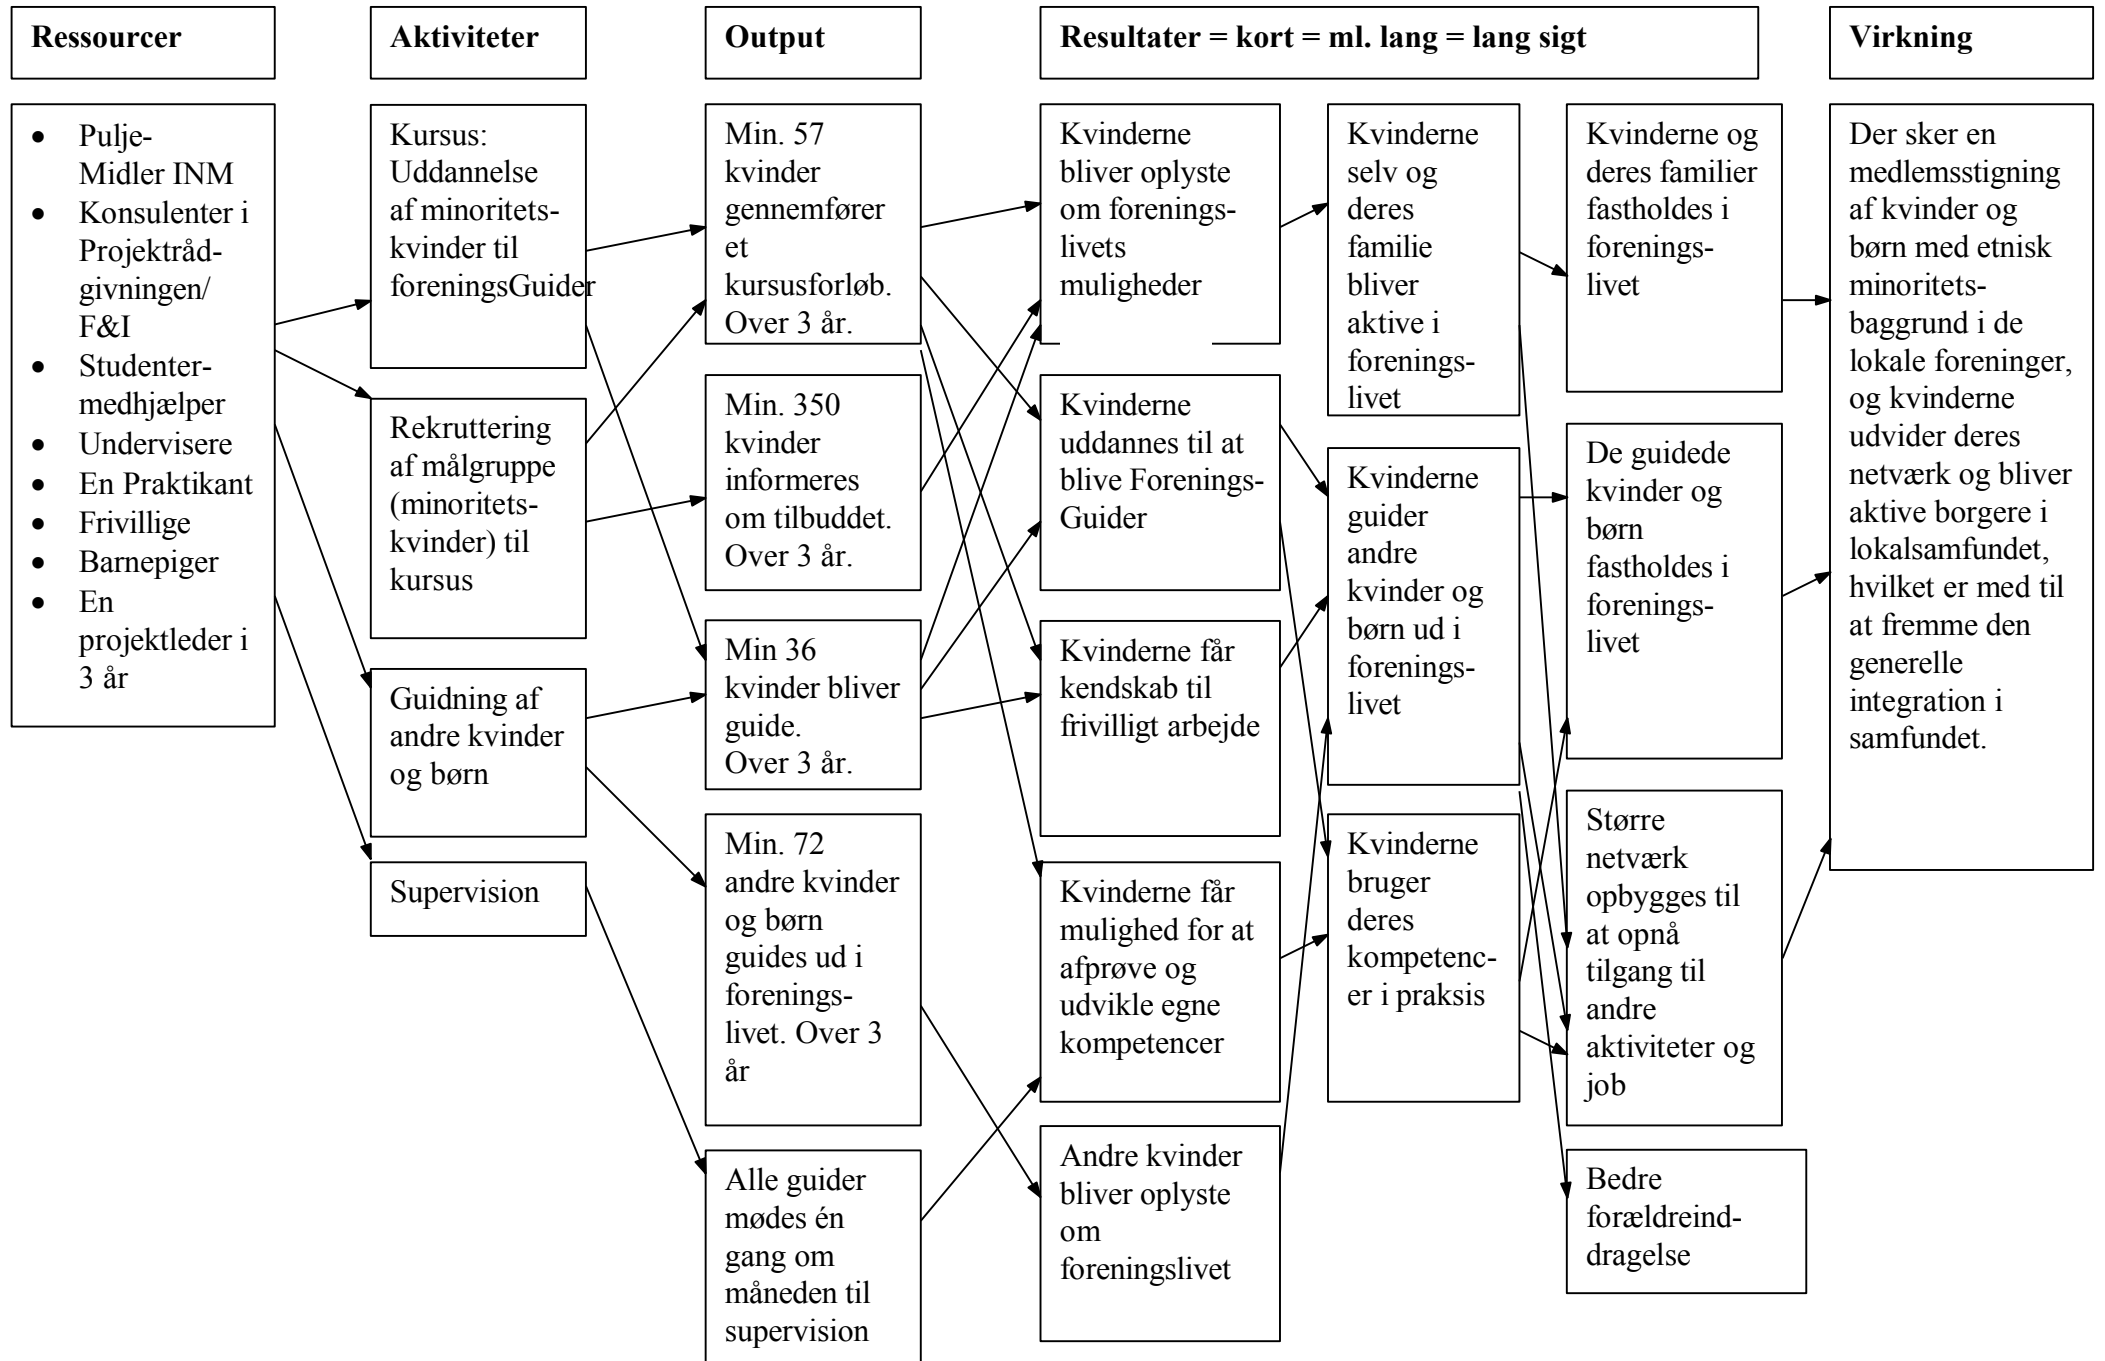 Ressourcer
Aktiviteter
Output
Resultater = kort = ml. lang = lang sigt
Virkning
• Pulje-
Midler INM
• Konsulenter i
Projektråd-
givningen/
F&I
• Studenter-
medhjælper
• Undervisere
• En Praktikant
• Frivillige
• Barnepiger
• En
projektleder i
3 år
Kursus:
Uddannelse
af minoritets-
kvinder til
foreningsGuider
Rekruttering
af målgruppe
(minoritets-
kvinder) til
kursus
Guidning af
andre kvinder
og børn
Supervision
Min. 57
kvinder
gennemfører
et
kursusforløb.
Over 3 år.
Min. 350
kvinder
informeres
om tilbuddet.
Over 3 år.
Min 36
kvinder bliver
guide.
Over 3 år.
Min. 72
andre kvinder
og børn
guides ud i
forenings-
livet. Over 3
år
Alle guider
mødes én
gang om
måneden til
supervision
Kvinderne
bliver oplyste
om forenings-
livets
muligheder
Kvinderne
uddannes til at
blive Forenings-
Guider
Kvinderne får
kendskab til
frivilligt arbejde
Kvinderne får
mulighed for at
afprøve og
udvikle egne
kompetencer
Andre kvinder
bliver oplyste
om
foreningslivet
Kvinderne
selv og
deres
familie
bliver
aktive i
forenings-
livet
Kvinderne
guider
andre
kvinder og
børn ud i
forenings-
livet
Kvinderne
bruger
deres
kompetenc-
er i praksis
Kvinderne og
deres familier
fastholdes i
forenings-
livet
De guidede
kvinder og
børn
fastholdes i
forenings-
livet
Større
netværk
opbygges til
at opnå
tilgang til
andre
aktiviteter og
job
Bedre
forældreind-
dragelse
Der sker en
medlemsstigning
af kvinder og
børn med etnisk
minoritets-
baggrund i de
lokale foreninger,
og kvinderne
udvider deres
netværk og bliver
aktive borgere i
lokalsamfundet,
hvilket er med til
at fremme den
generelle
integration i
samfundet.